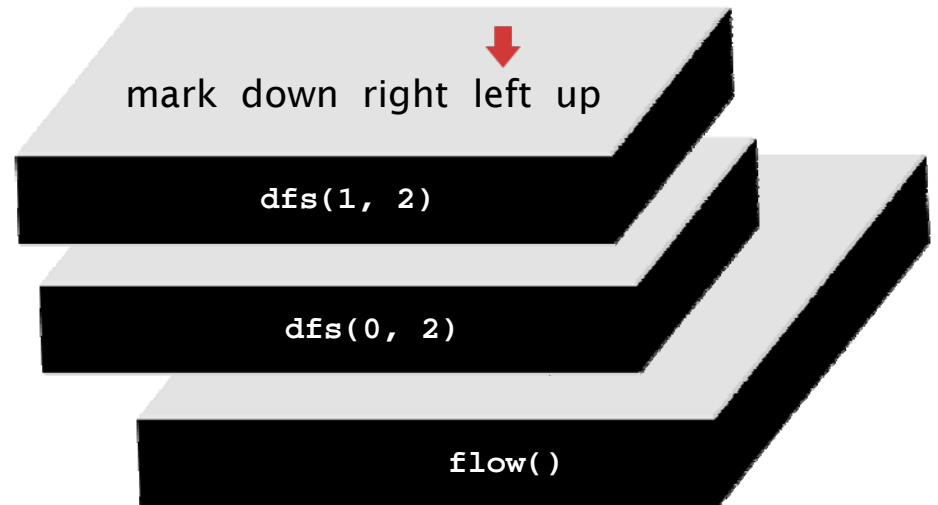 mark down right left up
dfs(1, 2)
dfs(0, 2)
flow()